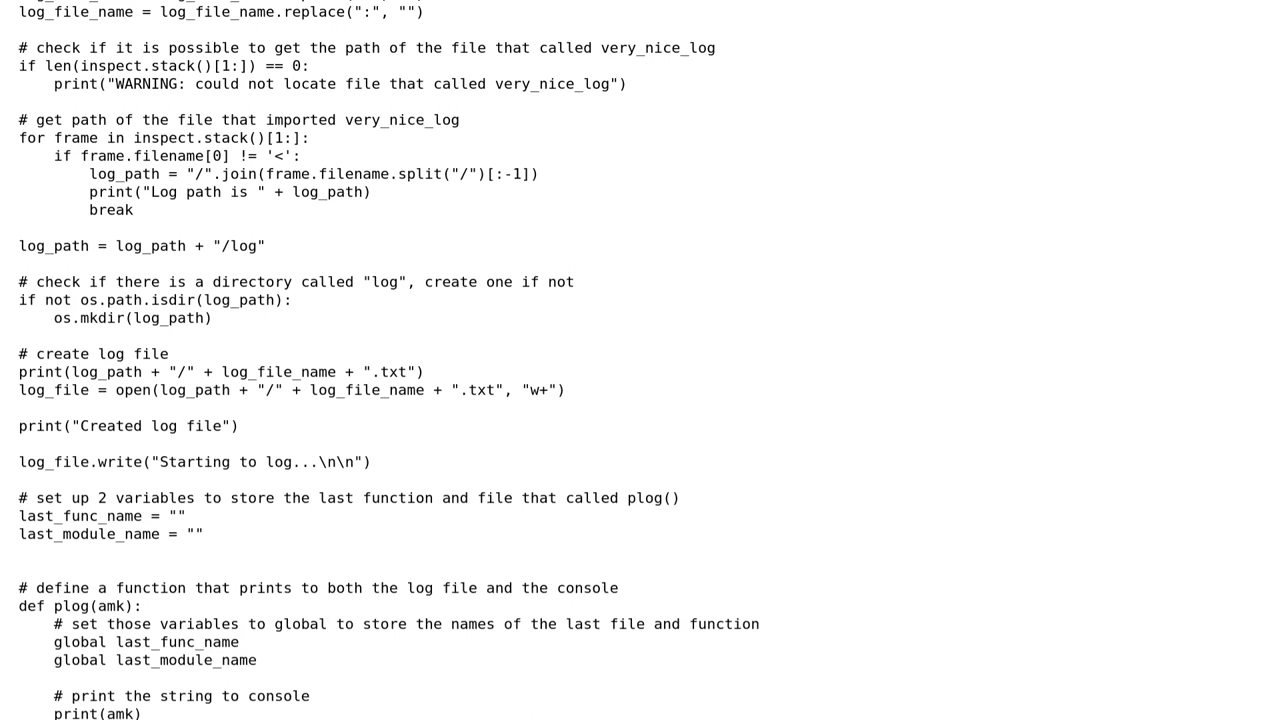 log_file_name = log_file_name.replace(":", "")
# check if it is possible to get the path of the file that called very_nice_log
if len(inspect.stack()[1:]) == 0:
    print("WARNING: could not locate file that called very_nice_log")
# get path of the file that imported very_nice_log
for frame in inspect.stack()[1:]:
    if frame.filename[0] != '<':
        log_path = "/".join(frame.filename.split("/")[:-1])
        print("Log path is " + log_path)
        break
log_path = log_path + "/log"
# check if there is a directory called "log", create one if not
if not os.path.isdir(log_path):
    os.mkdir(log_path)
# create log file
print(log_path + "/" + log_file_name + ".txt")
log_file = open(log_path + "/" + log_file_name + ".txt", "w+")
print("Created log file")
log_file.write("Starting to log...\n\n")
# set up 2 variables to store the last function and file that called plog()
last_func_name = ""
last_module_name = ""
# define a function that prints to both the log file and the console
def plog(amk):
    # set those variables to global to store the names of the last file and function
    global last_func_name
    global last_module_name
    # print the string to console
    print(amk)